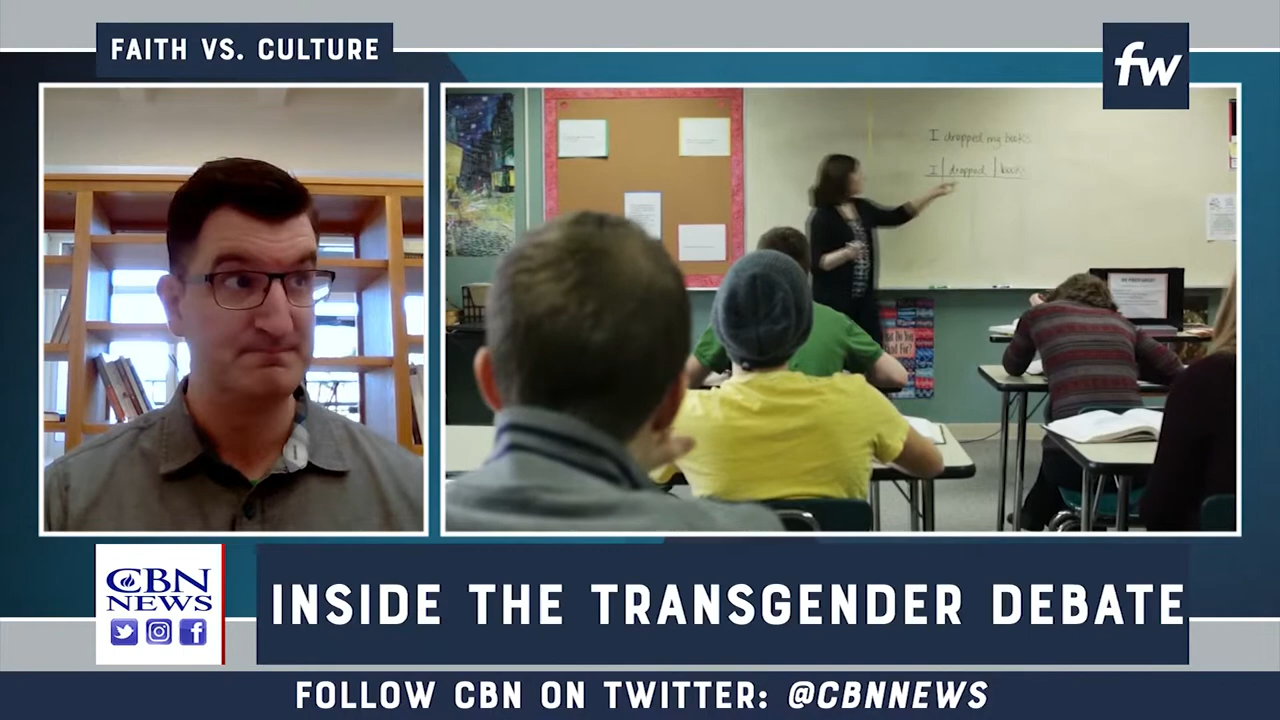 FAITH VS. CULTURE
fw
I dropped my books.
I | dropped | books
CBN
NEWS
INSIDE THE TRANSGENDER DEBATE
FOLLOW CBN ON TWITTER: @CBNNEWS